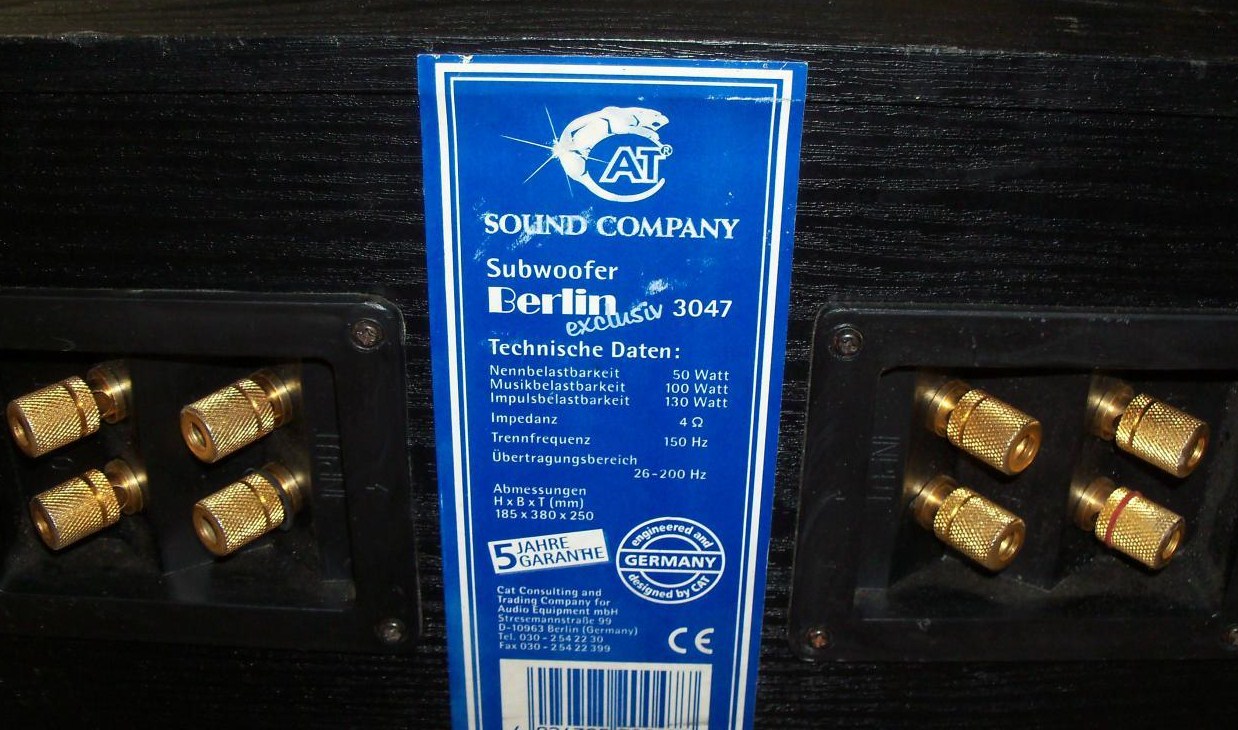 CAT®
SOUND COMPANY
Subwoofer
Berlin exclusiv 3047
Technische Daten:
Nennbelastbarkeit 50 Watt
Musikbelastbarkeit 100 Watt
Impulsbelastbarkeit 130 Watt
Impedanz 4 Ω
Trennfrequenz 150 Hz
Übertragungsbereich
26-200 Hz
Abmessungen
H x B x T (mm)
185 x 380 x 250
5 JAHRE
GARANTIE
engineered and
GERMANY
designed by CAT
Cat Consulting and
Trading Company for
Audio Equipment mbH
Stresemannstraße 99
D-10963 Berlin (Germany)
Tel. 030 - 254 22 30
Fax 030 - 254 22 399
CE
INPUT